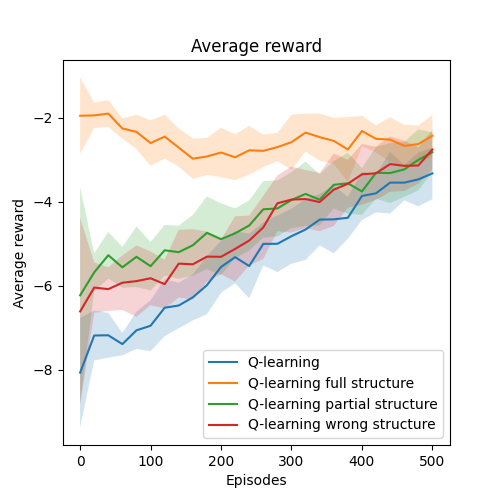 Average reward
Average reward
−2
−4
−6
−8
0
100
200
300
400
500
Episodes
Q-learning
Q-learning full structure
Q-learning partial structure
Q-learning wrong structure